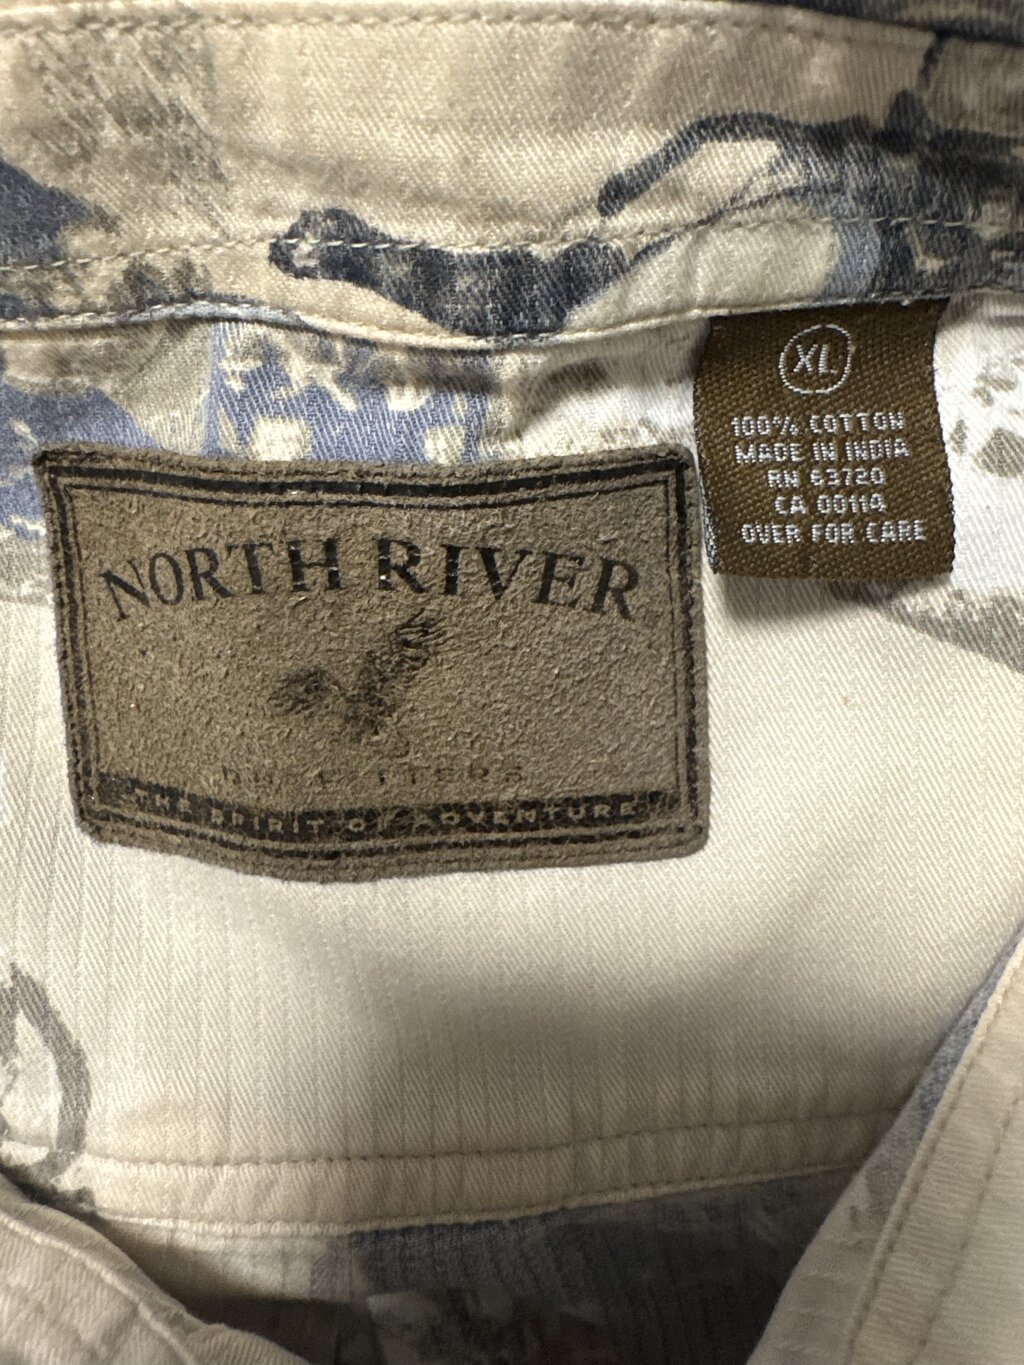 NORTH RIVER
THE SPIRIT OF ADVENTURE
XL
100% COTTON
MADE IN INDIA
RN 63720
CA 00114
OVER FOR CARE